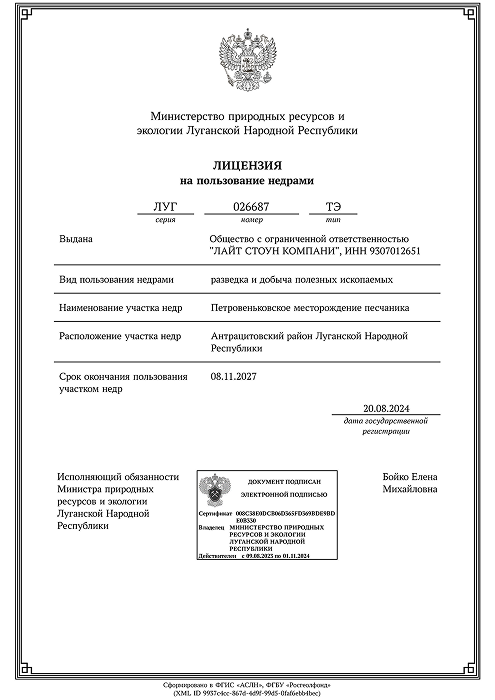 Министерство природных ресурсов и
экологии Луганской Народной Республики
ЛИЦЕНЗИЯ
на пользование недрами
ЛУГ 026687 ТЭ
серия номер тип
Выдана Общество с ограниченной ответственностью
"ЛАЙТ СТОУН КОМПАНИ", ИНН 9307012651
Вид пользования недрами разведка и добыча полезных ископаемых
Наименование участка недр Петровеньковское месторождение песчаника
Расположение участка недр Антрацитовский район Луганской Народной
Республики
Срок окончания пользования 08.11.2027
участком недр
20.08.2024
дата государственной
регистрации
Исполняющий обязанности
Министра природных
ресурсов и экологии
Луганской Народной
Республики
ДОКУМЕНТ ПОДПИСАН
ЭЛЕКТРОННОЙ ПОДПИСЬЮ
Сертификат 008C58E0DCB06D565FD569BDE9BD
E0B330
Владелец МИНИСТЕРСТВО ПРИРОДНЫХ
РЕСУРСОВ И ЭКОЛОГИИ
ЛУГАНСКОЙ НАРОДНОЙ
РЕСПУБЛИКИ
Действителен с 09.08.2023 по 01.11.2024
Бойко Елена
Михайловна
Сформировано в ФГИС «АСЛН», ФГБУ «Росгеолфонд»
(XML ID 9937c4cc-867d-4d9f-99d5-0faf6ebb4bec)